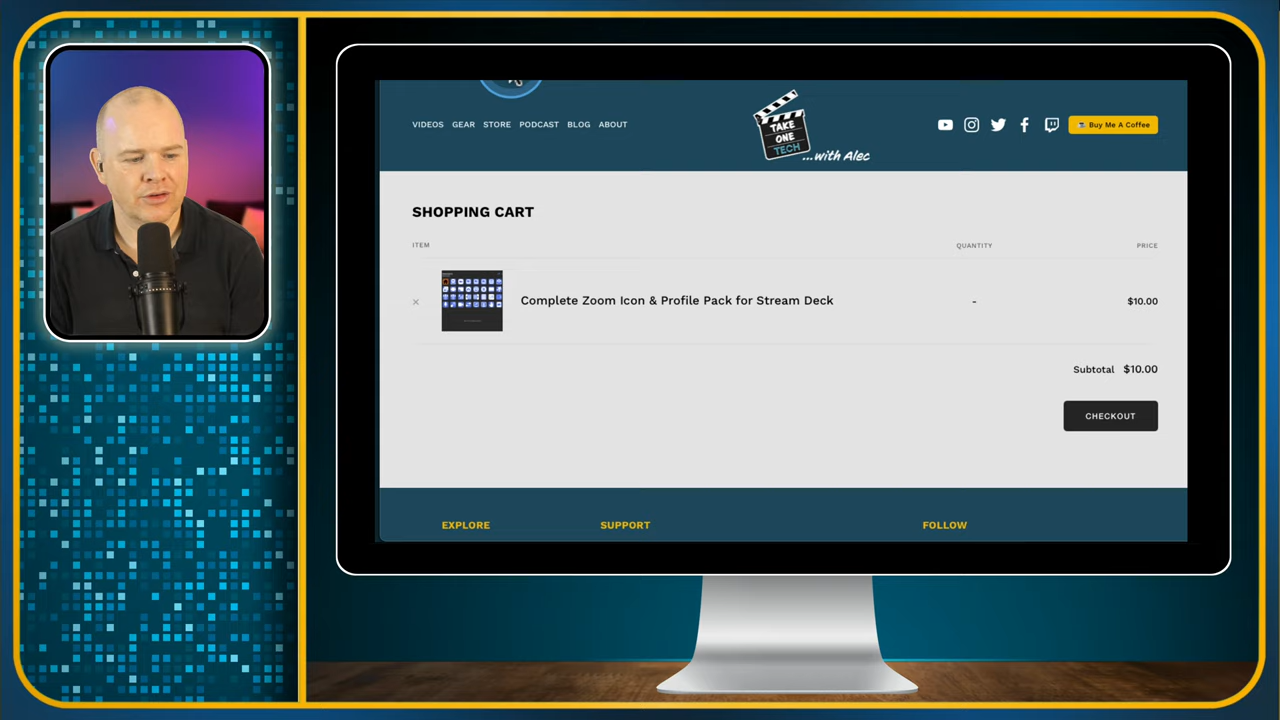 VIDEOS GEAR STORE PODCAST BLOG ABOUT
TAKE
ONE
TECH
...with Alec
Buy Me A Coffee
SHOPPING CART
ITEM QUANTITY PRICE
× Complete Zoom Icon & Profile Pack for Stream Deck - $10.00
Subtotal $10.00
CHECKOUT
EXPLORE SUPPORT FOLLOW